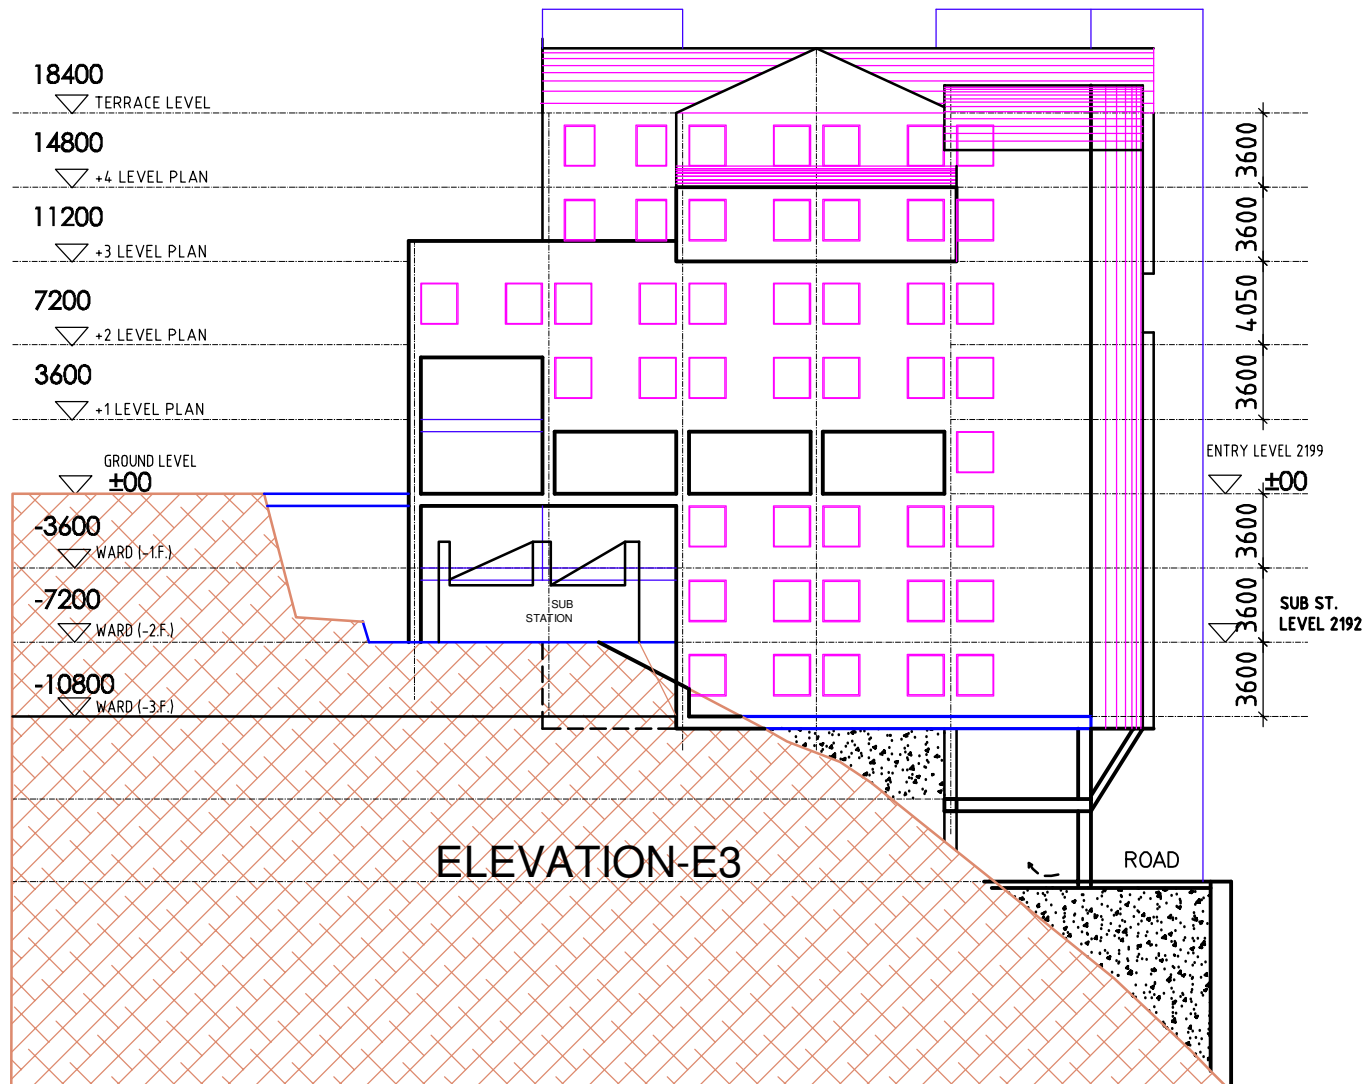 18400
TERRACE LEVEL
14800
+4 LEVEL PLAN
11200
+3 LEVEL PLAN
7200
+2 LEVEL PLAN
3600
+1 LEVEL PLAN
GROUND LEVEL
±00
-3600
WARD (-1.F.)
-7200
WARD (-2.F.)
-10800
WARD (-3.F.)
SUB
STATION
ELEVATION-E3
ROAD
3600
3600
4050
3600
ENTRY LEVEL 2199
±00
3600
3600
SUB ST.
LEVEL 2192
3600